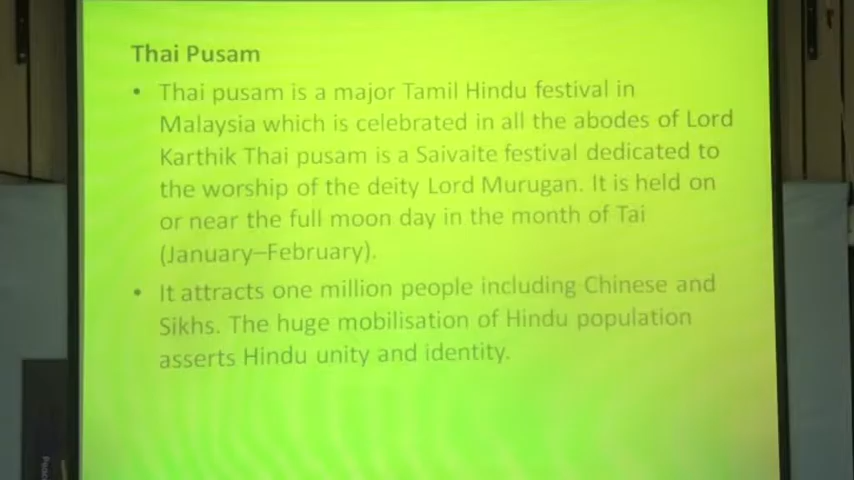 Thai Pusam
• Thai pusam is a major Tamil Hindu festival in
Malaysia which is celebrated in all the abodes of Lord
Karthik Thai pusam is a Saivaite festival dedicated to
the worship of the deity Lord Murugan. It is held on
or near the full moon day in the month of Tai
(January–February).
• It attracts one million people including Chinese and
Sikhs. The huge mobilisation of Hindu population
asserts Hindu unity and identity.